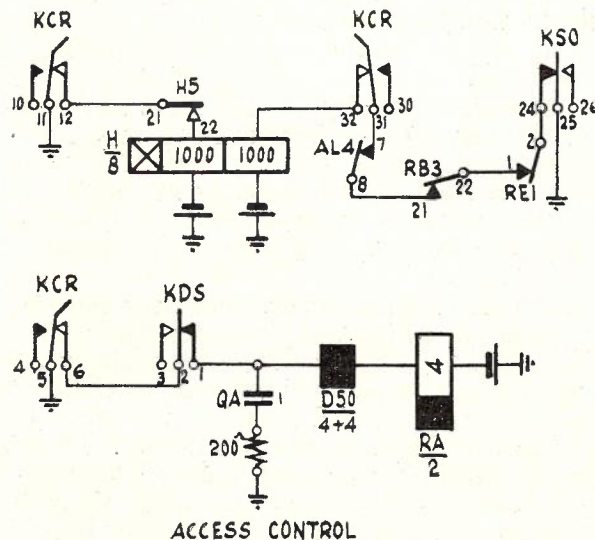 KCR
KCR
KSO
H5
10 11 12
21
22
32 31 30
24 25 26
H/8
1000
1000
AL4
7
8
RB3
21
22
1
2
RE1
KCR
KDS
4 5 6
3 2 1
QA
1
200
DSO
4+4
4
RA/2
ACCESS CONTROL